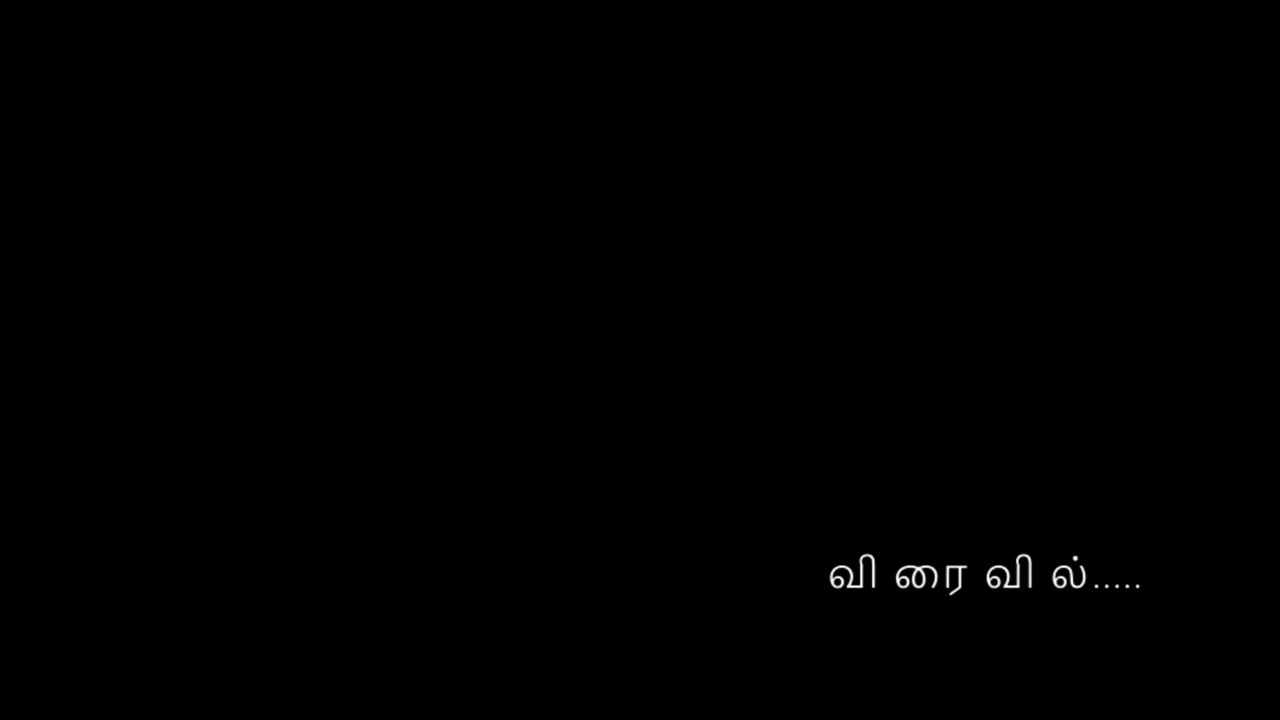 வி ரை வி ல்.....